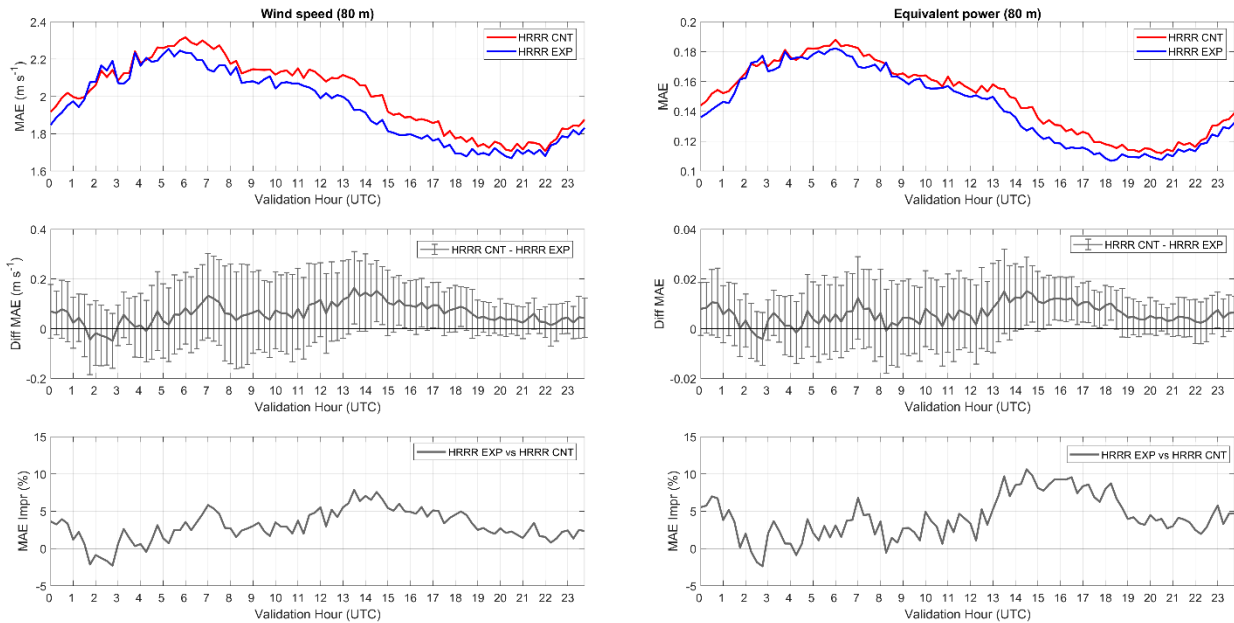 Wind speed (80 m)
2.4
2.2
2
1.8
1.6
MAE (m s⁻¹)
HRRR CNT
HRRR EXP
0 1 2 3 4 5 6 7 8 9 10 11 12 13 14 15 16 17 18 19 20 21 22 23
Validation Hour (UTC)
Equivalent power (80 m)
0.2
0.18
0.16
0.14
0.12
0.1
MAE
HRRR CNT
HRRR EXP
0 1 2 3 4 5 6 7 8 9 10 11 12 13 14 15 16 17 18 19 20 21 22 23
Validation Hour (UTC)
0.4
0.2
0
-0.2
Diff MAE (m s⁻¹)
HRRR CNT - HRRR EXP
0 1 2 3 4 5 6 7 8 9 10 11 12 13 14 15 16 17 18 19 20 21 22 23
Validation Hour (UTC)
0.04
0.02
0
-0.02
Diff MAE
HRRR CNT - HRRR EXP
0 1 2 3 4 5 6 7 8 9 10 11 12 13 14 15 16 17 18 19 20 21 22 23
Validation Hour (UTC)
15
10
5
0
-5
MAE Impr (%)
HRRR EXP vs HRRR CNT
0 1 2 3 4 5 6 7 8 9 10 11 12 13 14 15 16 17 18 19 20 21 22 23
Validation Hour (UTC)
15
10
5
0
-5
MAE Impr (%)
HRRR EXP vs HRRR CNT
0 1 2 3 4 5 6 7 8 9 10 11 12 13 14 15 16 17 18 19 20 21 22 23
Validation Hour (UTC)